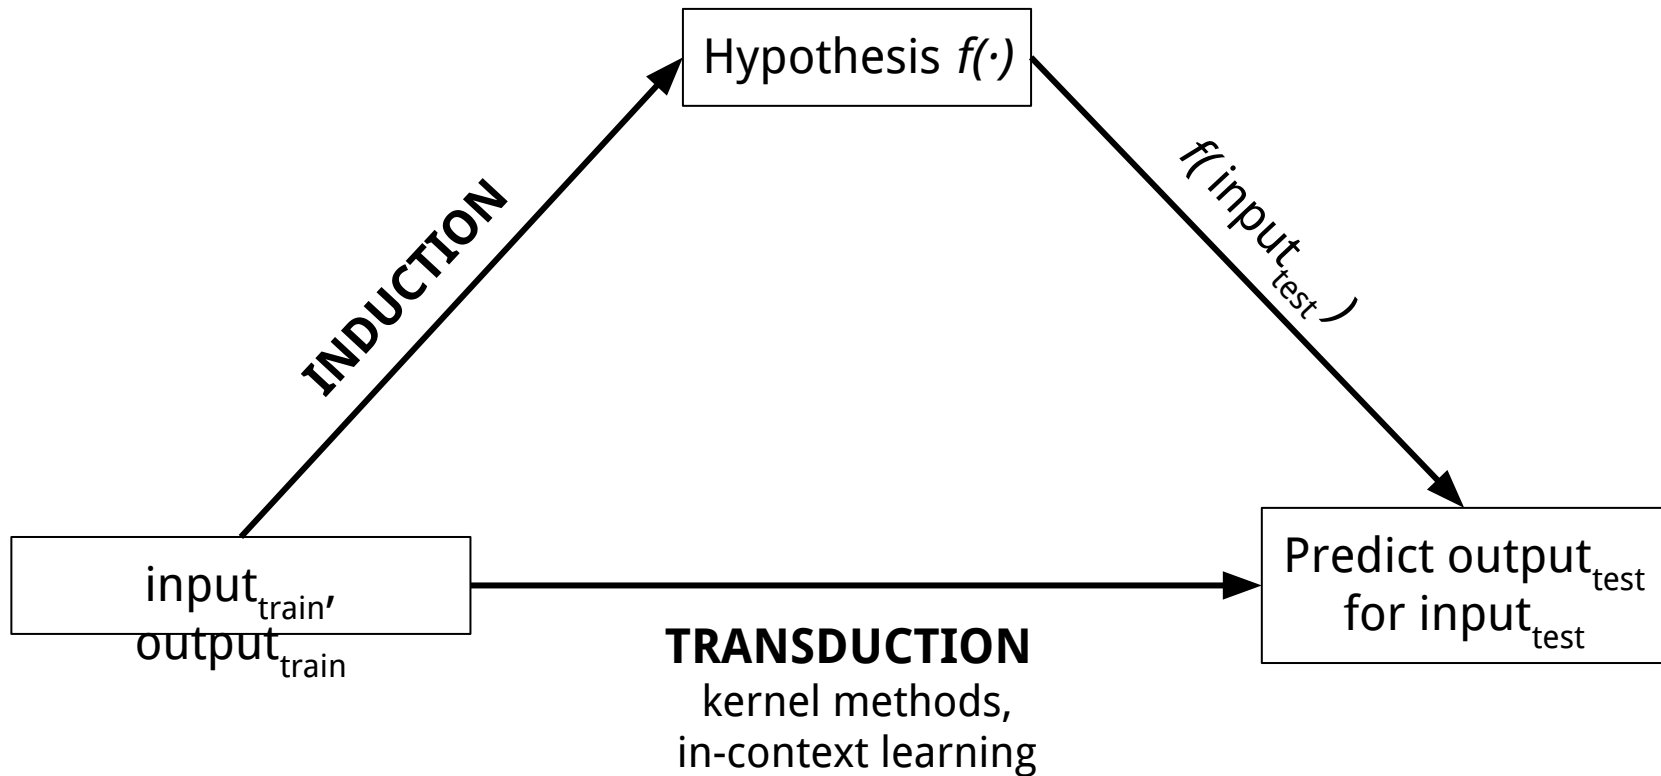 Hypothesis f(·)
INDUCTION
f( input_test )
input_train,
output_train
Predict output_test
for input_test
TRANSDUCTION
kernel methods,
in-context learning